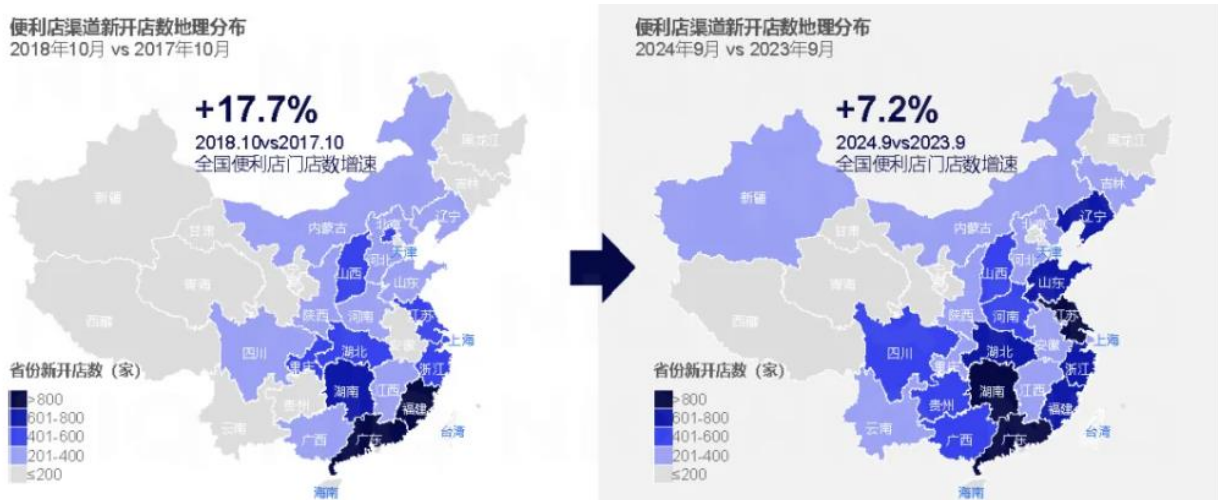 便利店渠道新开店数地理分布
2018年10月 vs 2017年10月
+17.7%
2018.10vs2017.10
全国便利店门店数增速
黑龙江
吉林
新疆
辽宁
北京
内蒙古
甘肃
天津
河北
山西
山东
青海
陕西
河南
江苏
西藏
安徽
上海
四川
湖北
重庆
浙江
湖南
江西
贵州
福建
云南
广西
广东
台湾
海南
省份新开店数（家）
>800
601-800
401-600
201-400
≤200
便利店渠道新开店数地理分布
2024年9月 vs 2023年9月
+7.2%
2024.9vs2023.9
全国便利店门店数增速
黑龙江
吉林
新疆
辽宁
北京
内蒙古
甘肃
天津
河北
山西
山东
青海
陕西
河南
江苏
西藏
安徽
上海
四川
湖北
重庆
浙江
湖南
江西
贵州
福建
云南
广西
广东
台湾
海南
省份新开店数（家）
>800
601-800
401-600
201-400
≤200